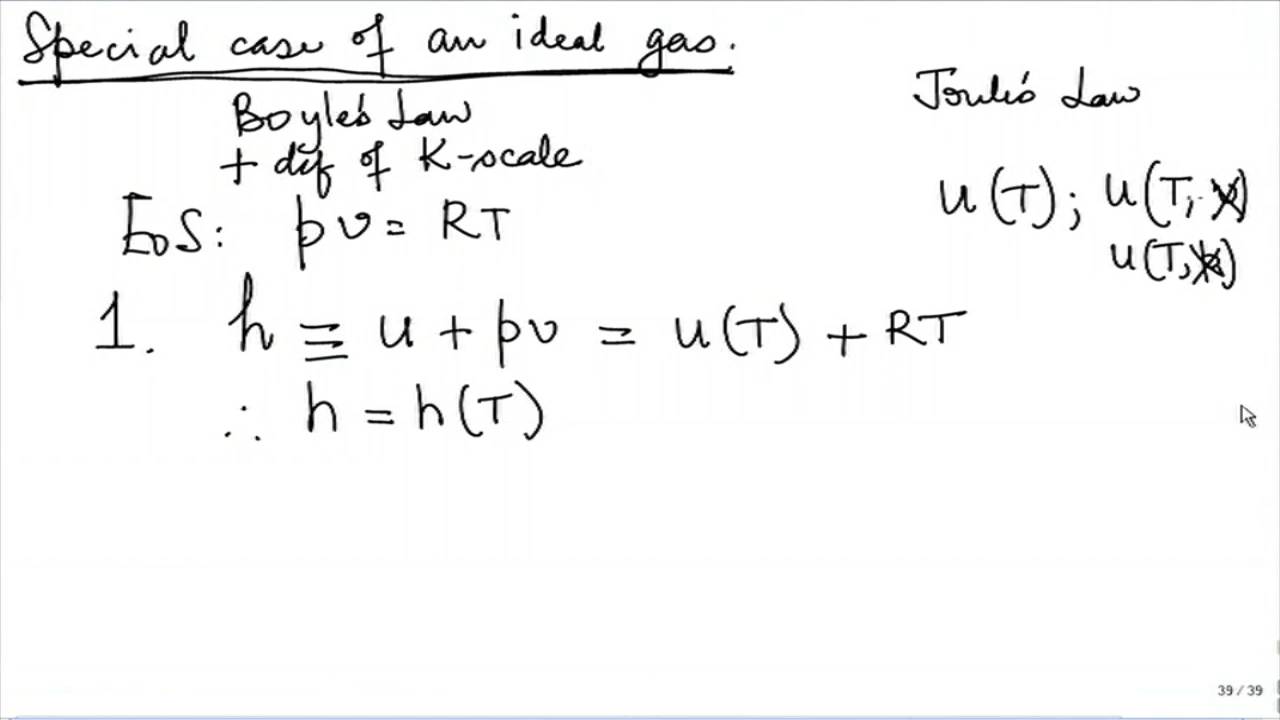 Special case of an ideal gas.
Boyle's Law
+ def of K-scale
EoS: pv = RT
Joule's Law
u(T); u(T, v)
u(T, p)
1. h ≡ u + pv = u(T) + RT
∴ h = h(T)
39 / 39